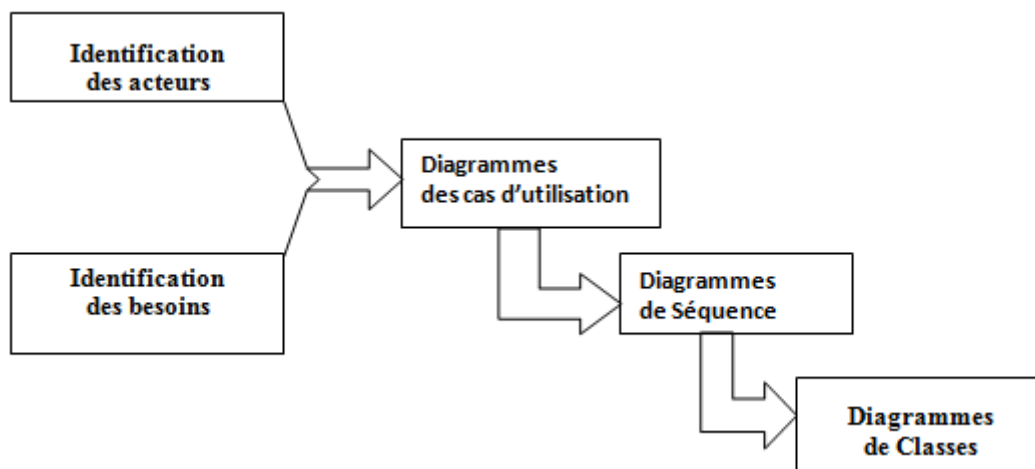 Identification
des acteurs
Diagrammes
des cas d'utilisation
Identification
des besoins
Diagrammes
de Séquence
Diagrammes
de Classes